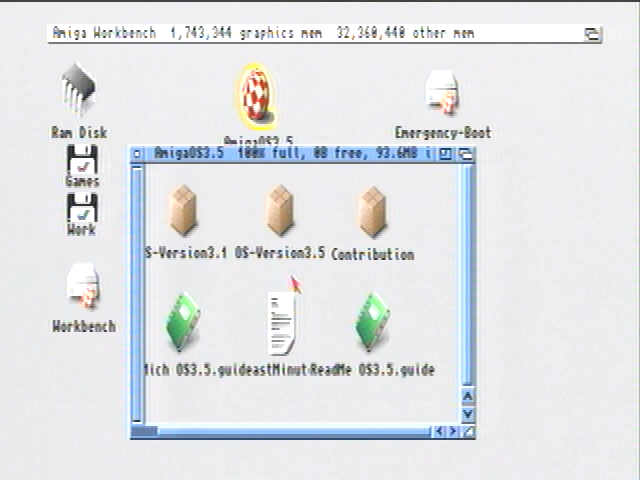 Amiga Workbench 1,743,344 graphics mem 32,360,440 other mem
Ram Disk
AmigaOS3.5
Emergency-Boot
Games
Work
Workbench
AmigaOS3.5 100% full, 0B free, 93.6MB i
S-Version3.1 OS-Version3.5 Contribution
OS3.5.guide astMinut ReadMe OS3.5.guide